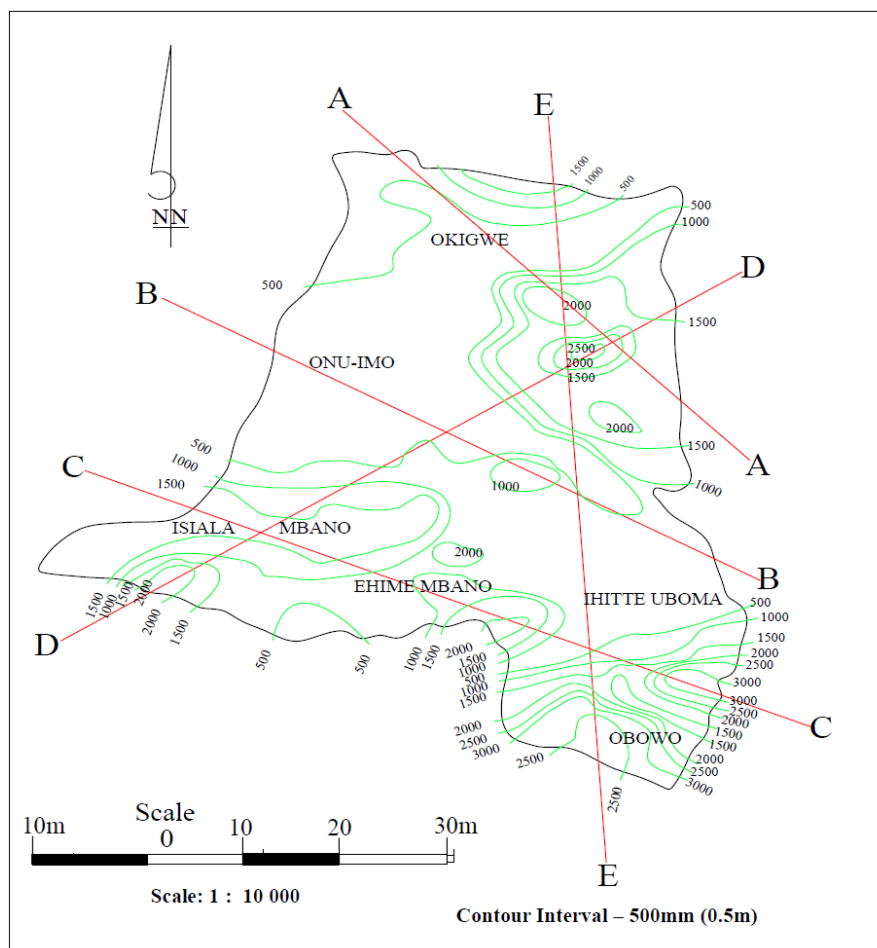 A
E
1500
1000
500
500
1000
NN
OKIGWE
D
500
B
2000
1500
2500
2000
1500
ONU-IMO
2000
1500
500
1000
1500
C
A
1000
1000
ISIALA MBANO
2000
EHIME MBANO
IHITTE UBOMA
B
1500
1000
1500
2000
2000
1500
D
500
500
1000
1500
2000
1500
1000
500
1000
1500
2000
2500
3000
2500
2500
500
1000
1500
2000
2500
3000
3000
2500
2000
1500
1500
2000
2500
3000
C
OBOWO
E
Scale
10m 0 10 20 30m
Scale: 1 : 10 000
Contour Interval – 500mm (0.5m)